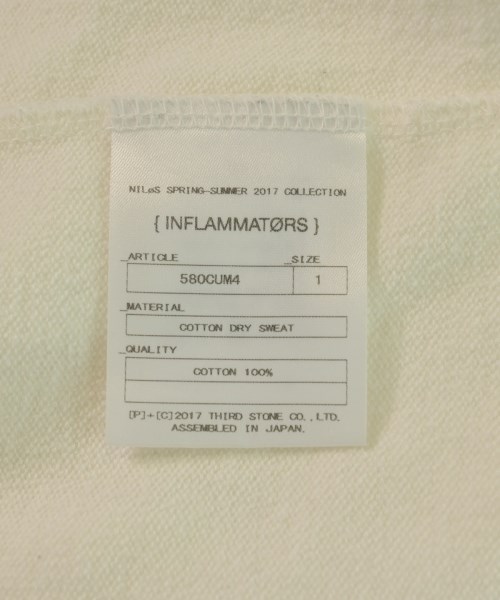 NILøS SPRING-SUMMER 2017 COLLECTION
{ INFLAMMATØRS }
_ARTICLE _SIZE
580CUM4 1
_MATERIAL
COTTON DRY SWEAT
_QUALITY
COTTON 100%
[P]+[C]2017 THIRD STONE CO.,LTD.
ASSEMBLED IN JAPAN.